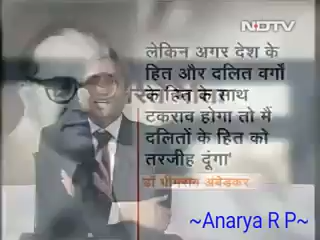 NDTV
लेकिन अगर देश के
हित और दलित वर्गों
के हित के साथ
टकराव होगा तो मैं
दलितों के हित को
तरजीह दूंगा'
डॉ भीमराव अंबेडकर
~Anarya R P~